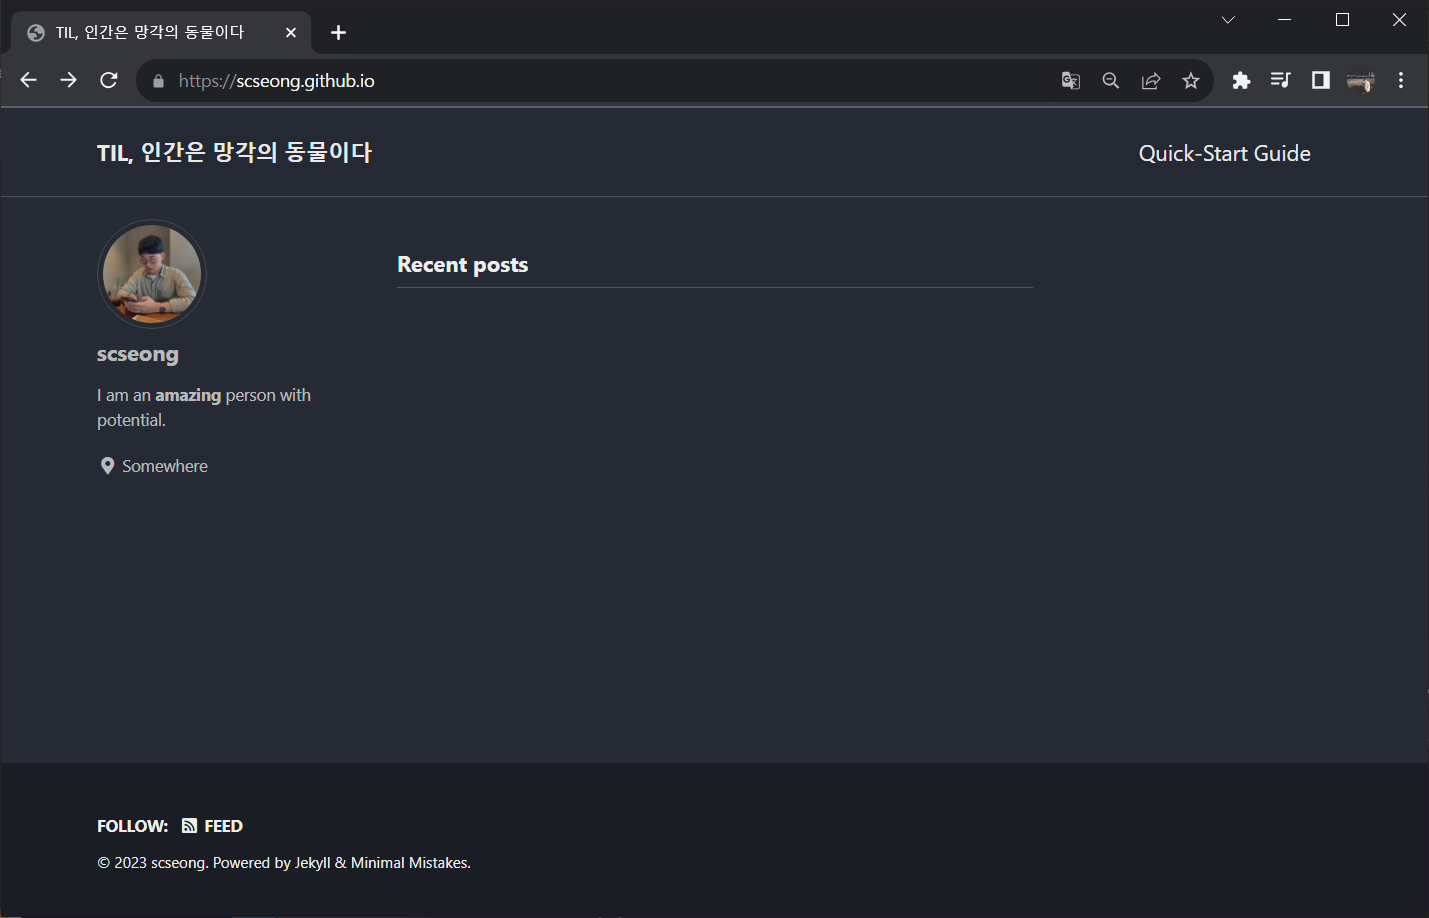 TIL, 인간은 망각의 동물이다
https://scseong.github.io
TIL, 인간은 망각의 동물이다
Quick-Start Guide
Recent posts
scseong
I am an amazing person with
potential.
Somewhere
FOLLOW: FEED
© 2023 scseong. Powered by Jekyll & Minimal Mistakes.